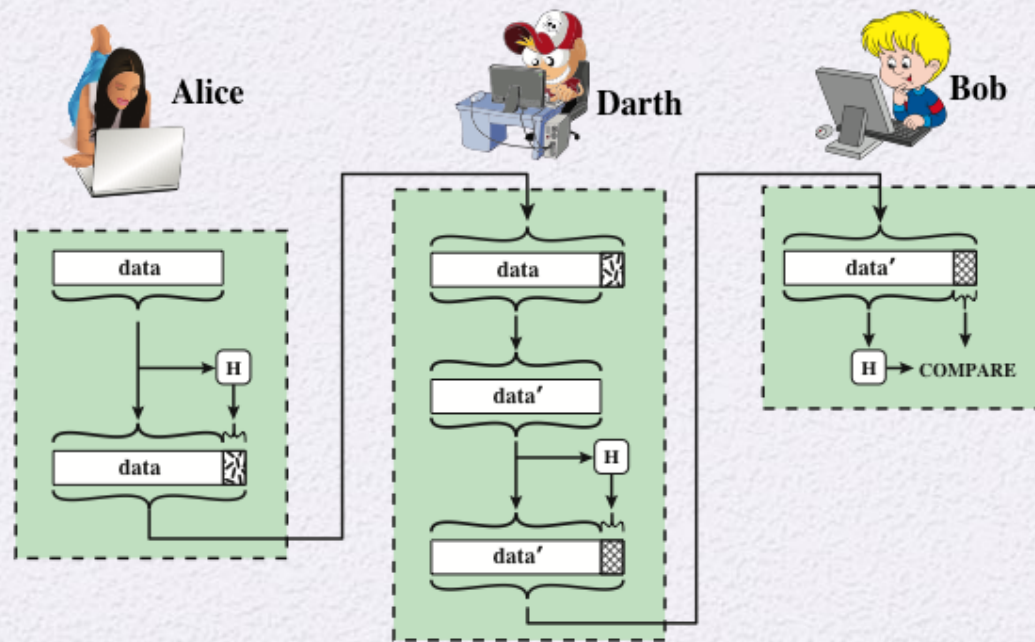 Alice
Darth
Bob
data
H
data
data
data′
H
data′
data′
H
COMPARE